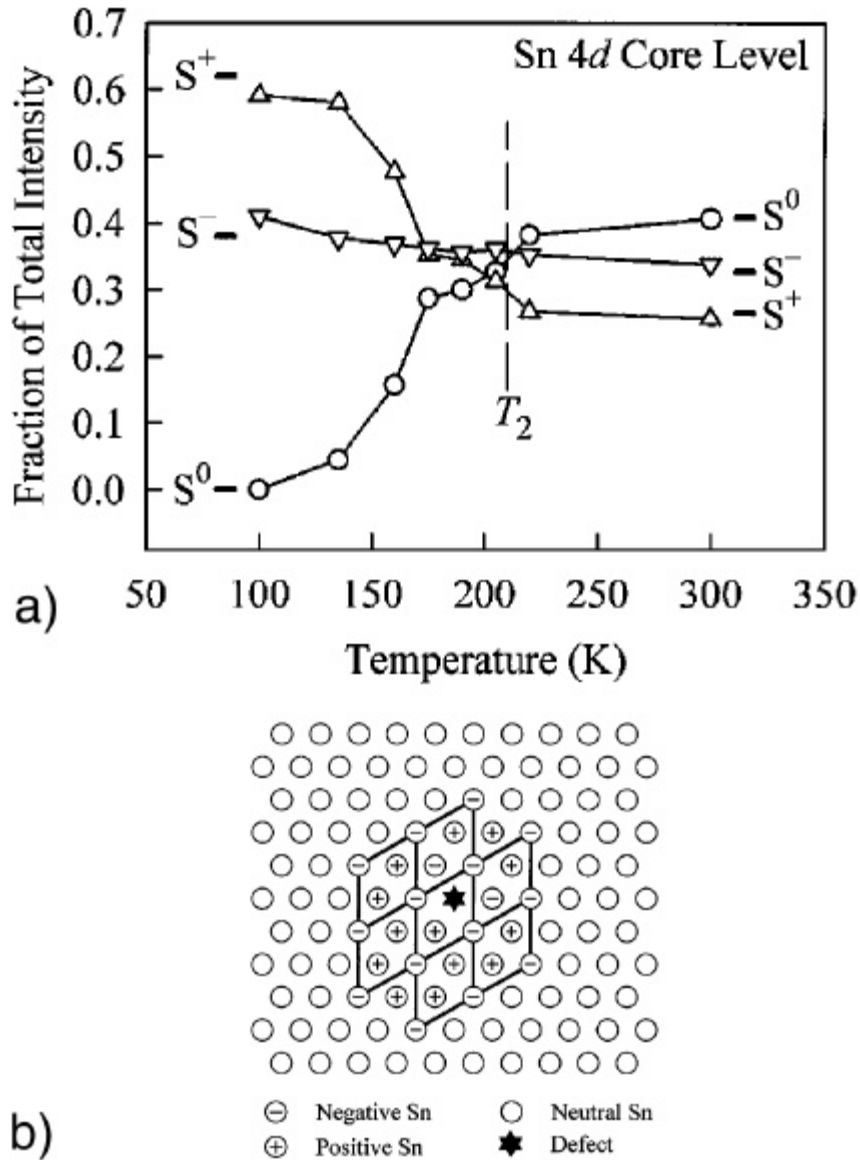 0.7
Sn 4d Core Level
S⁺
0.6
0.5
0.4
S⁰
S⁻
S⁻
0.3
S⁺
0.2
T₂
0.1
S⁰
0.0
Fraction of Total Intensity
50 100 150 200 250 300 350
a)
Temperature (K)
Negative Sn
Neutral Sn
Positive Sn
Defect
b)